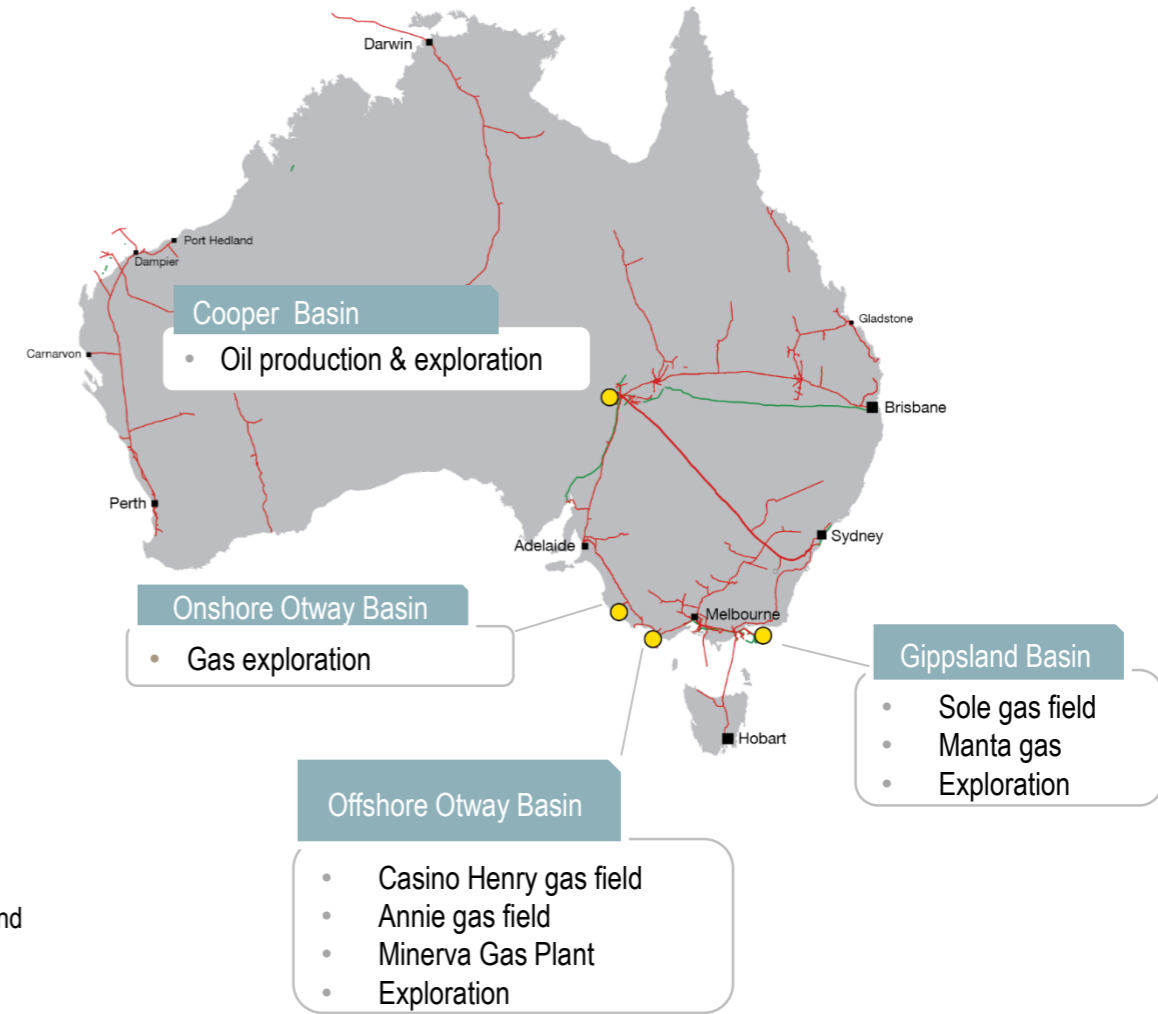 Darwin
Port Hedland
Dampier
Cooper Basin
• Oil production & exploration
Gladstone
Carnarvon
Brisbane
Perth
Sydney
Adelaide
Onshore Otway Basin
• Gas exploration
Melbourne
Gippsland Basin
• Sole gas field
• Manta gas
• Exploration
Hobart
Offshore Otway Basin
• Casino Henry gas field
• Annie gas field
• Minerva Gas Plant
• Exploration
nd